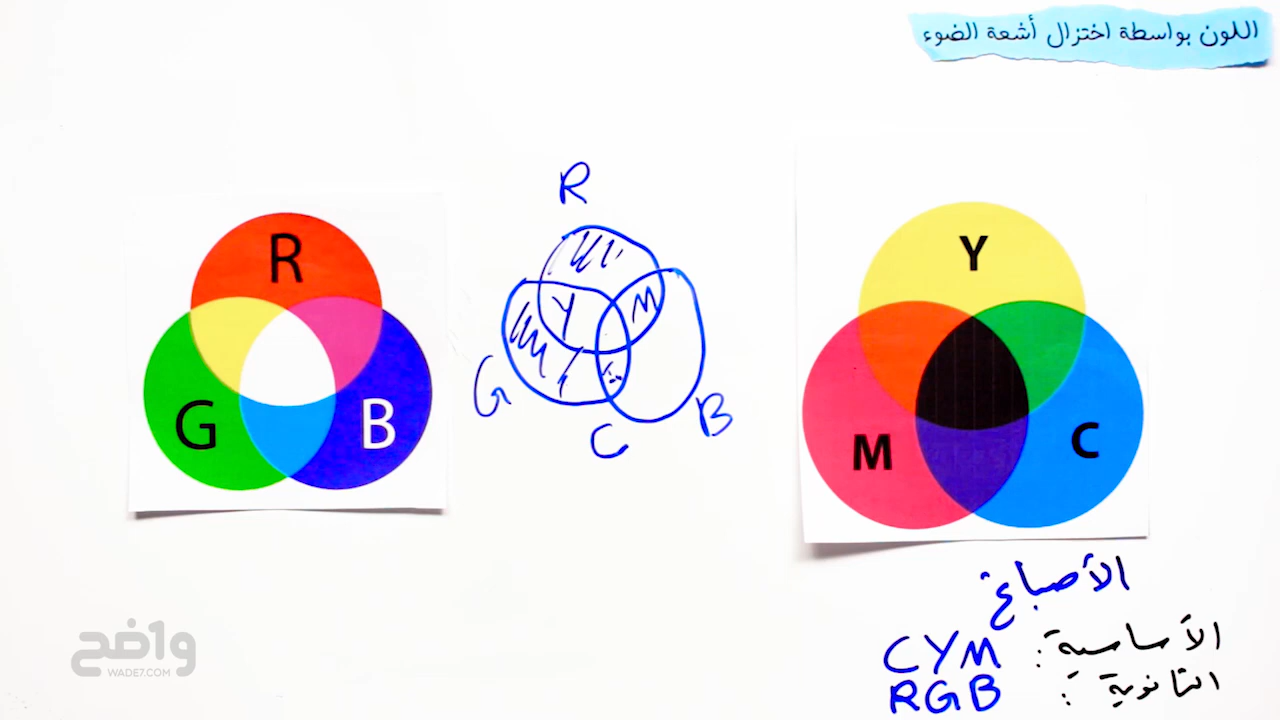 اللون بواسطة اختزال أشعة الضوء
R
G
B
R
Y
M
G
C
B
Y
M
C
الأصباغ
الأساسية : CYM
الثانوية : RGB
واضح
WADE7.COM